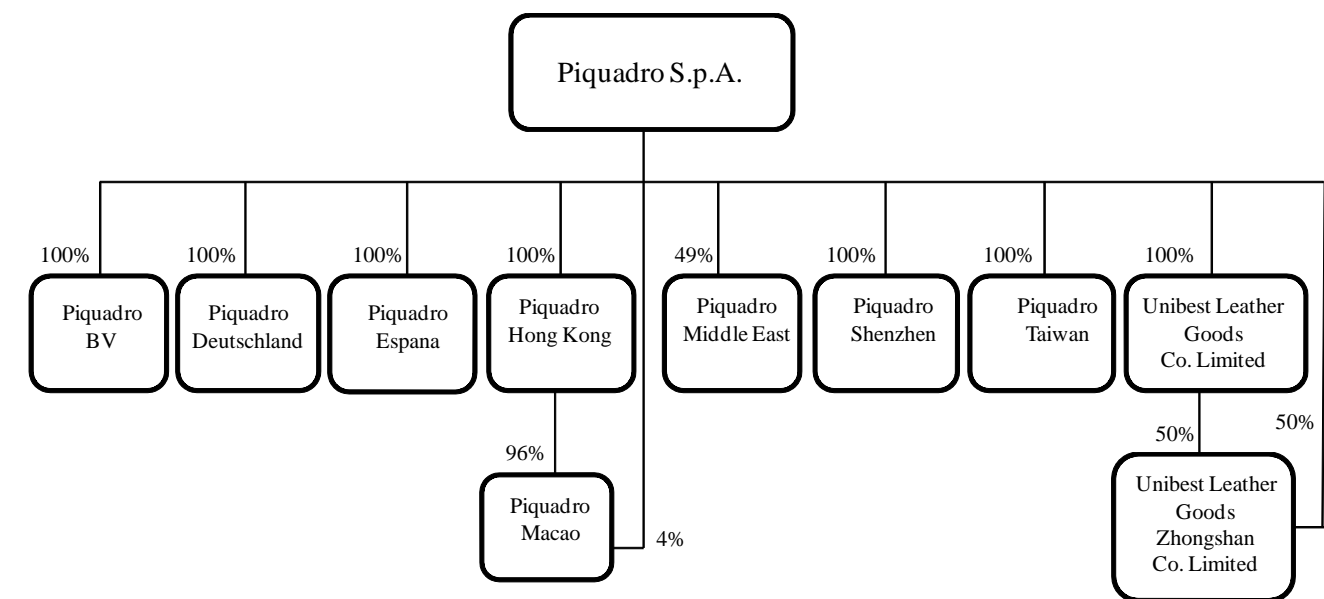 Piquadro S.p.A.
100%
100%
100%
100%
49%
100%
100%
100%
Piquadro
BV
Piquadro
Deutschland
Piquadro
Espana
Piquadro
Hong Kong
Piquadro
Middle East
Piquadro
Shenzhen
Piquadro
Taiwan
Unibest Leather
Goods
Co. Limited
96%
50%
50%
Piquadro
Macao
4%
Unibest Leather
Goods
Zhongshan
Co. Limited